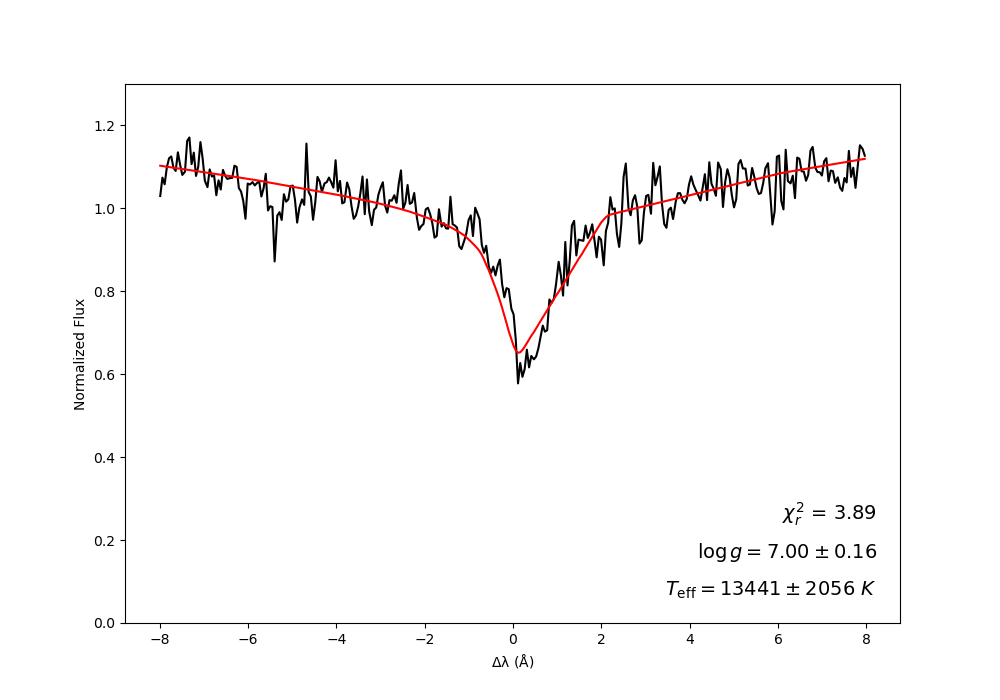 1.2
1.0
0.8
0.6
0.4
0.2
0.0
Normalized Flux
χ²ᵣ = 3.89
log g = 7.00 ± 0.16
T_eff = 13441 ± 2056 K
−8 −6 −4 −2 0 2 4 6 8
Δλ (Å)